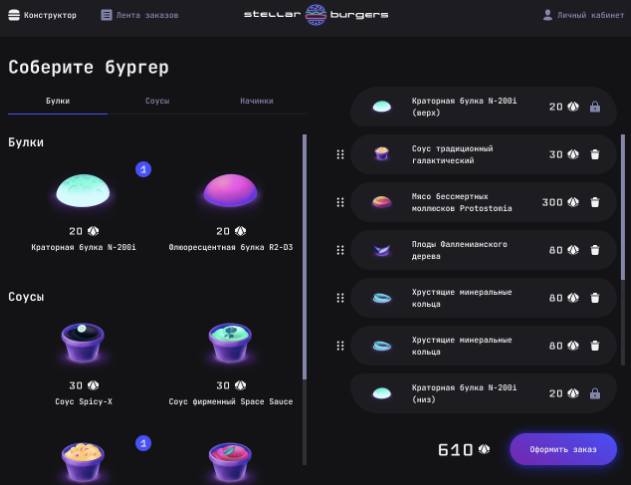 Конструктор
Лента заказов
stellar burgers
Личный кабинет
Соберите бургер
Булки
Соусы
Начинки
Булки
1
20
20
Краторная булка N-200i
Флюоресцентная булка R2-D3
Соусы
30
30
Соус Spicy-X
Соус фирменный Space Sauce
1
Краторная булка N-200i
(верх)
20
Соус традиционный
галактический
30
Мясо бессмертных
моллюсков Protostomia
300
Плоды Фалленианского
дерева
80
Хрустящие минеральные
кольца
80
Хрустящие минеральные
кольца
80
Краторная булка N-200i
(низ)
20
610
Оформить заказ